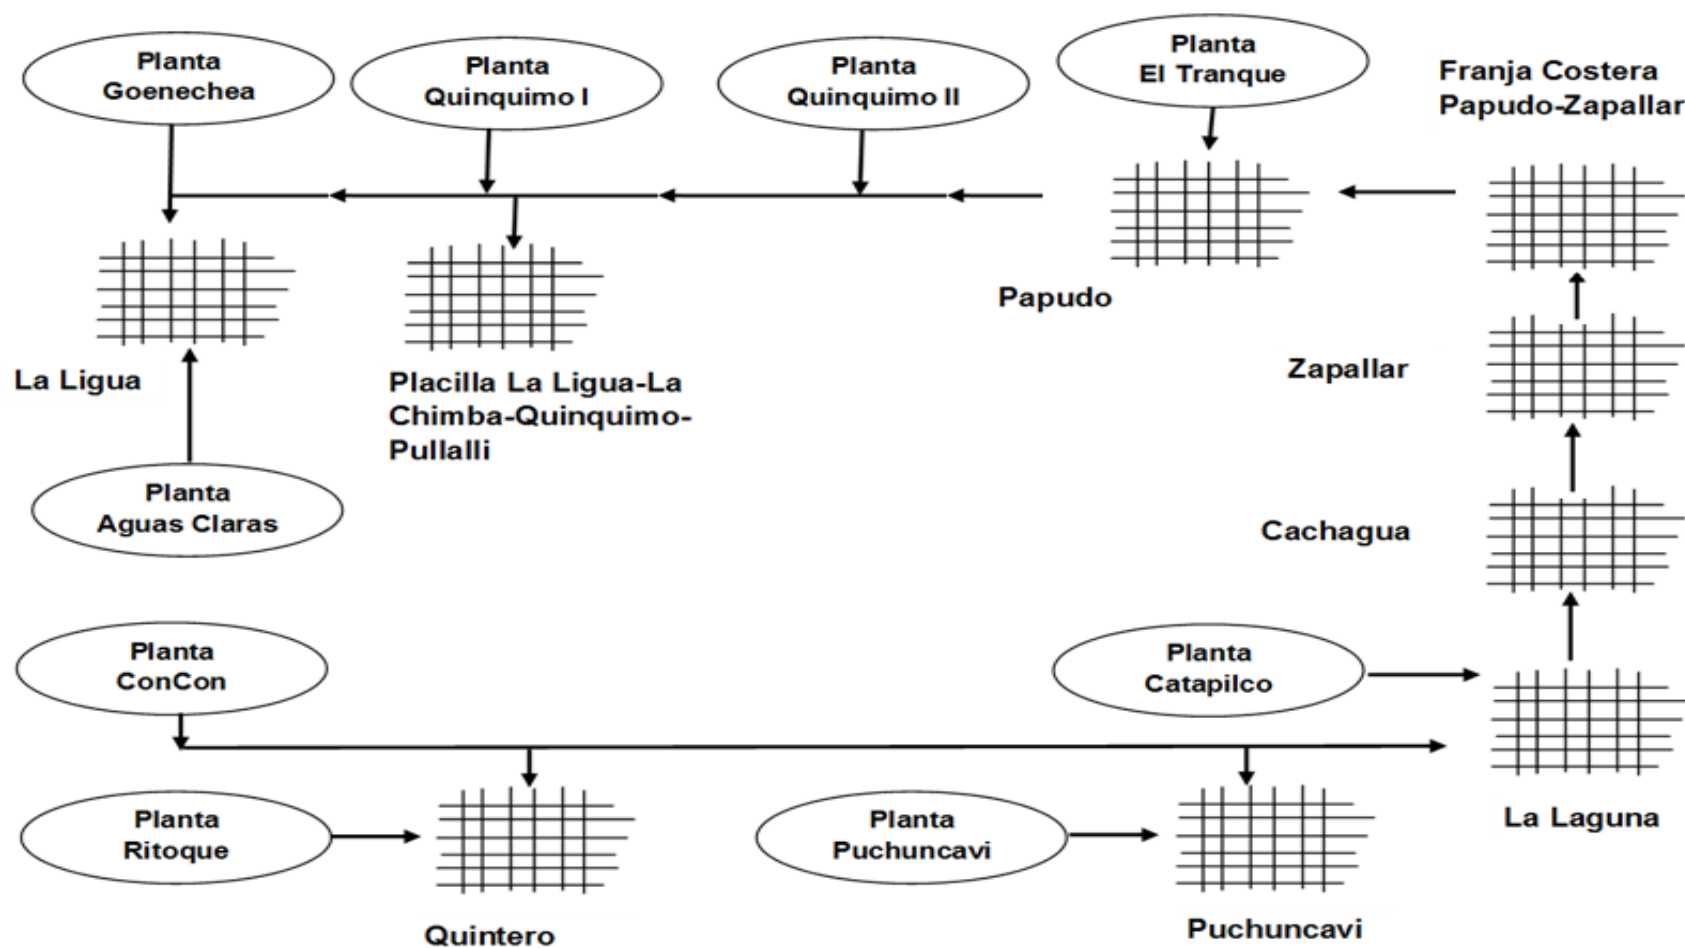 Planta
Goenechea
Planta
Quinquimo I
Planta
Quinquimo II
Planta
El Tranque
Franja Costera
Papudo-Zapallar
Papudo
Zapallar
La Ligua
Placilla La Ligua-La
Chimba-Quinquimo-
Pullalli
Planta
Aguas Claras
Cachagua
Planta
ConCon
Planta
Catapilco
La Laguna
Planta
Ritoque
Planta
Puchuncavi
Quintero
Puchuncavi